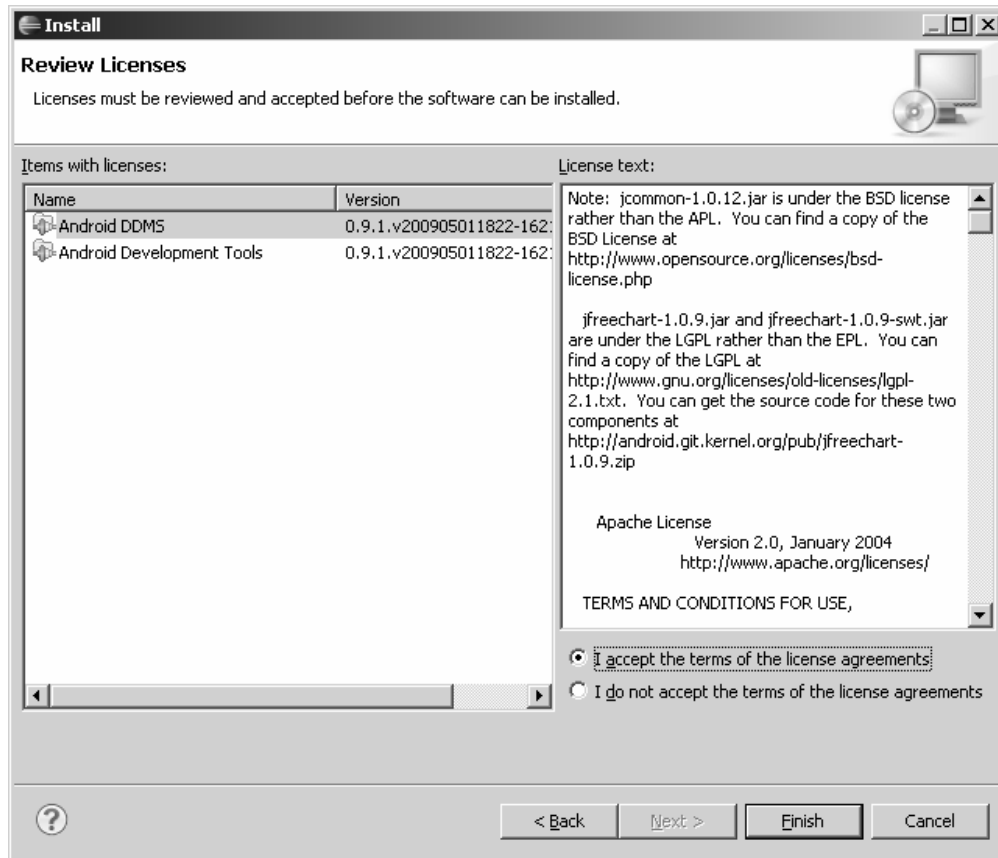 Install
Review Licenses
Licenses must be reviewed and accepted before the software can be installed.
Items with licenses:
Name Version
Android DDMS 0.9.1.v200905011822-1621
Android Development Tools 0.9.1.v200905011822-1621
License text:
Note: jcommon-1.0.12.jar is under the BSD license
rather than the APL. You can find a copy of the
BSD License at
http://www.opensource.org/licenses/bsd-
license.php
jfreechart-1.0.9.jar and jfreechart-1.0.9-swt.jar
are under the LGPL rather than the EPL. You can
find a copy of the LGPL at
http://www.gnu.org/licenses/old-licenses/lgpl-
2.1.txt. You can get the source code for these two
components at
http://android.git.kernel.org/pub/jfreechart-
1.0.9.zip
Apache License
Version 2.0, January 2004
http://www.apache.org/licenses/
TERMS AND CONDITIONS FOR USE,
I accept the terms of the license agreements
I do not accept the terms of the license agreements
? < Back Next > Finish Cancel